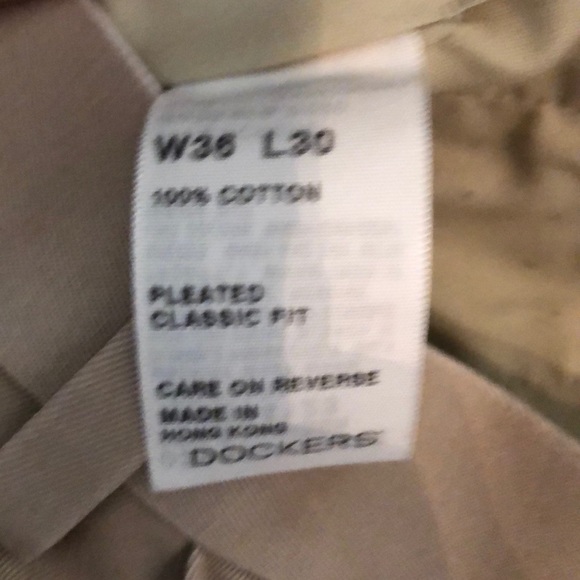 W36 L30
100% COTTON
PLEATED
CLASSIC FIT
CARE ON REVERSE
MADE IN
HONG KONG
DOCKERS